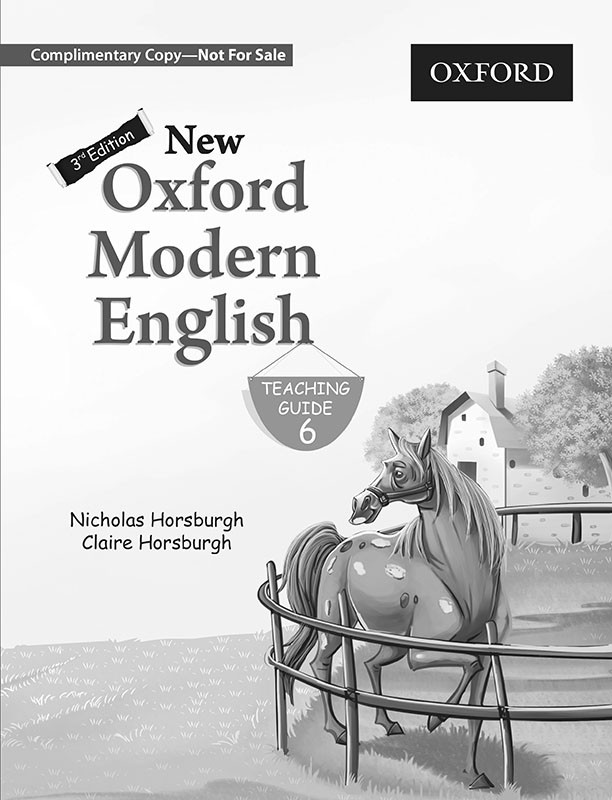 Complimentary Copy—Not For Sale
OXFORD
3rd Edition
New
Oxford
Modern
English
TEACHING
GUIDE
6
Nicholas Horsburgh
Claire Horsburgh